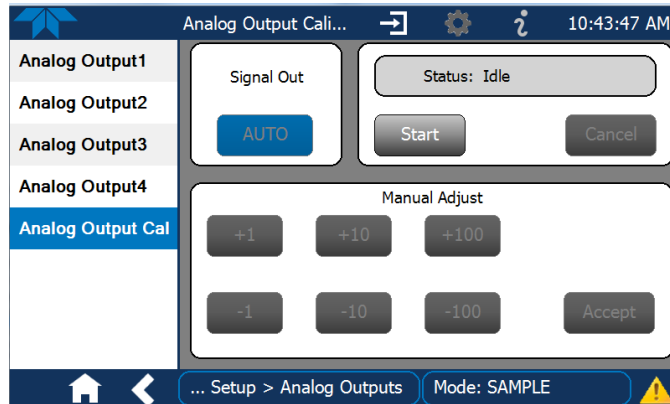 Analog Output Cali... 10:43:47 AM
Analog Output1
Analog Output2
Analog Output3
Analog Output4
Analog Output Cal
Signal Out
AUTO
Status: Idle
Start Cancel
Manual Adjust
+1 +10 +100
-1 -10 -100 Accept
... Setup > Analog Outputs Mode: SAMPLE